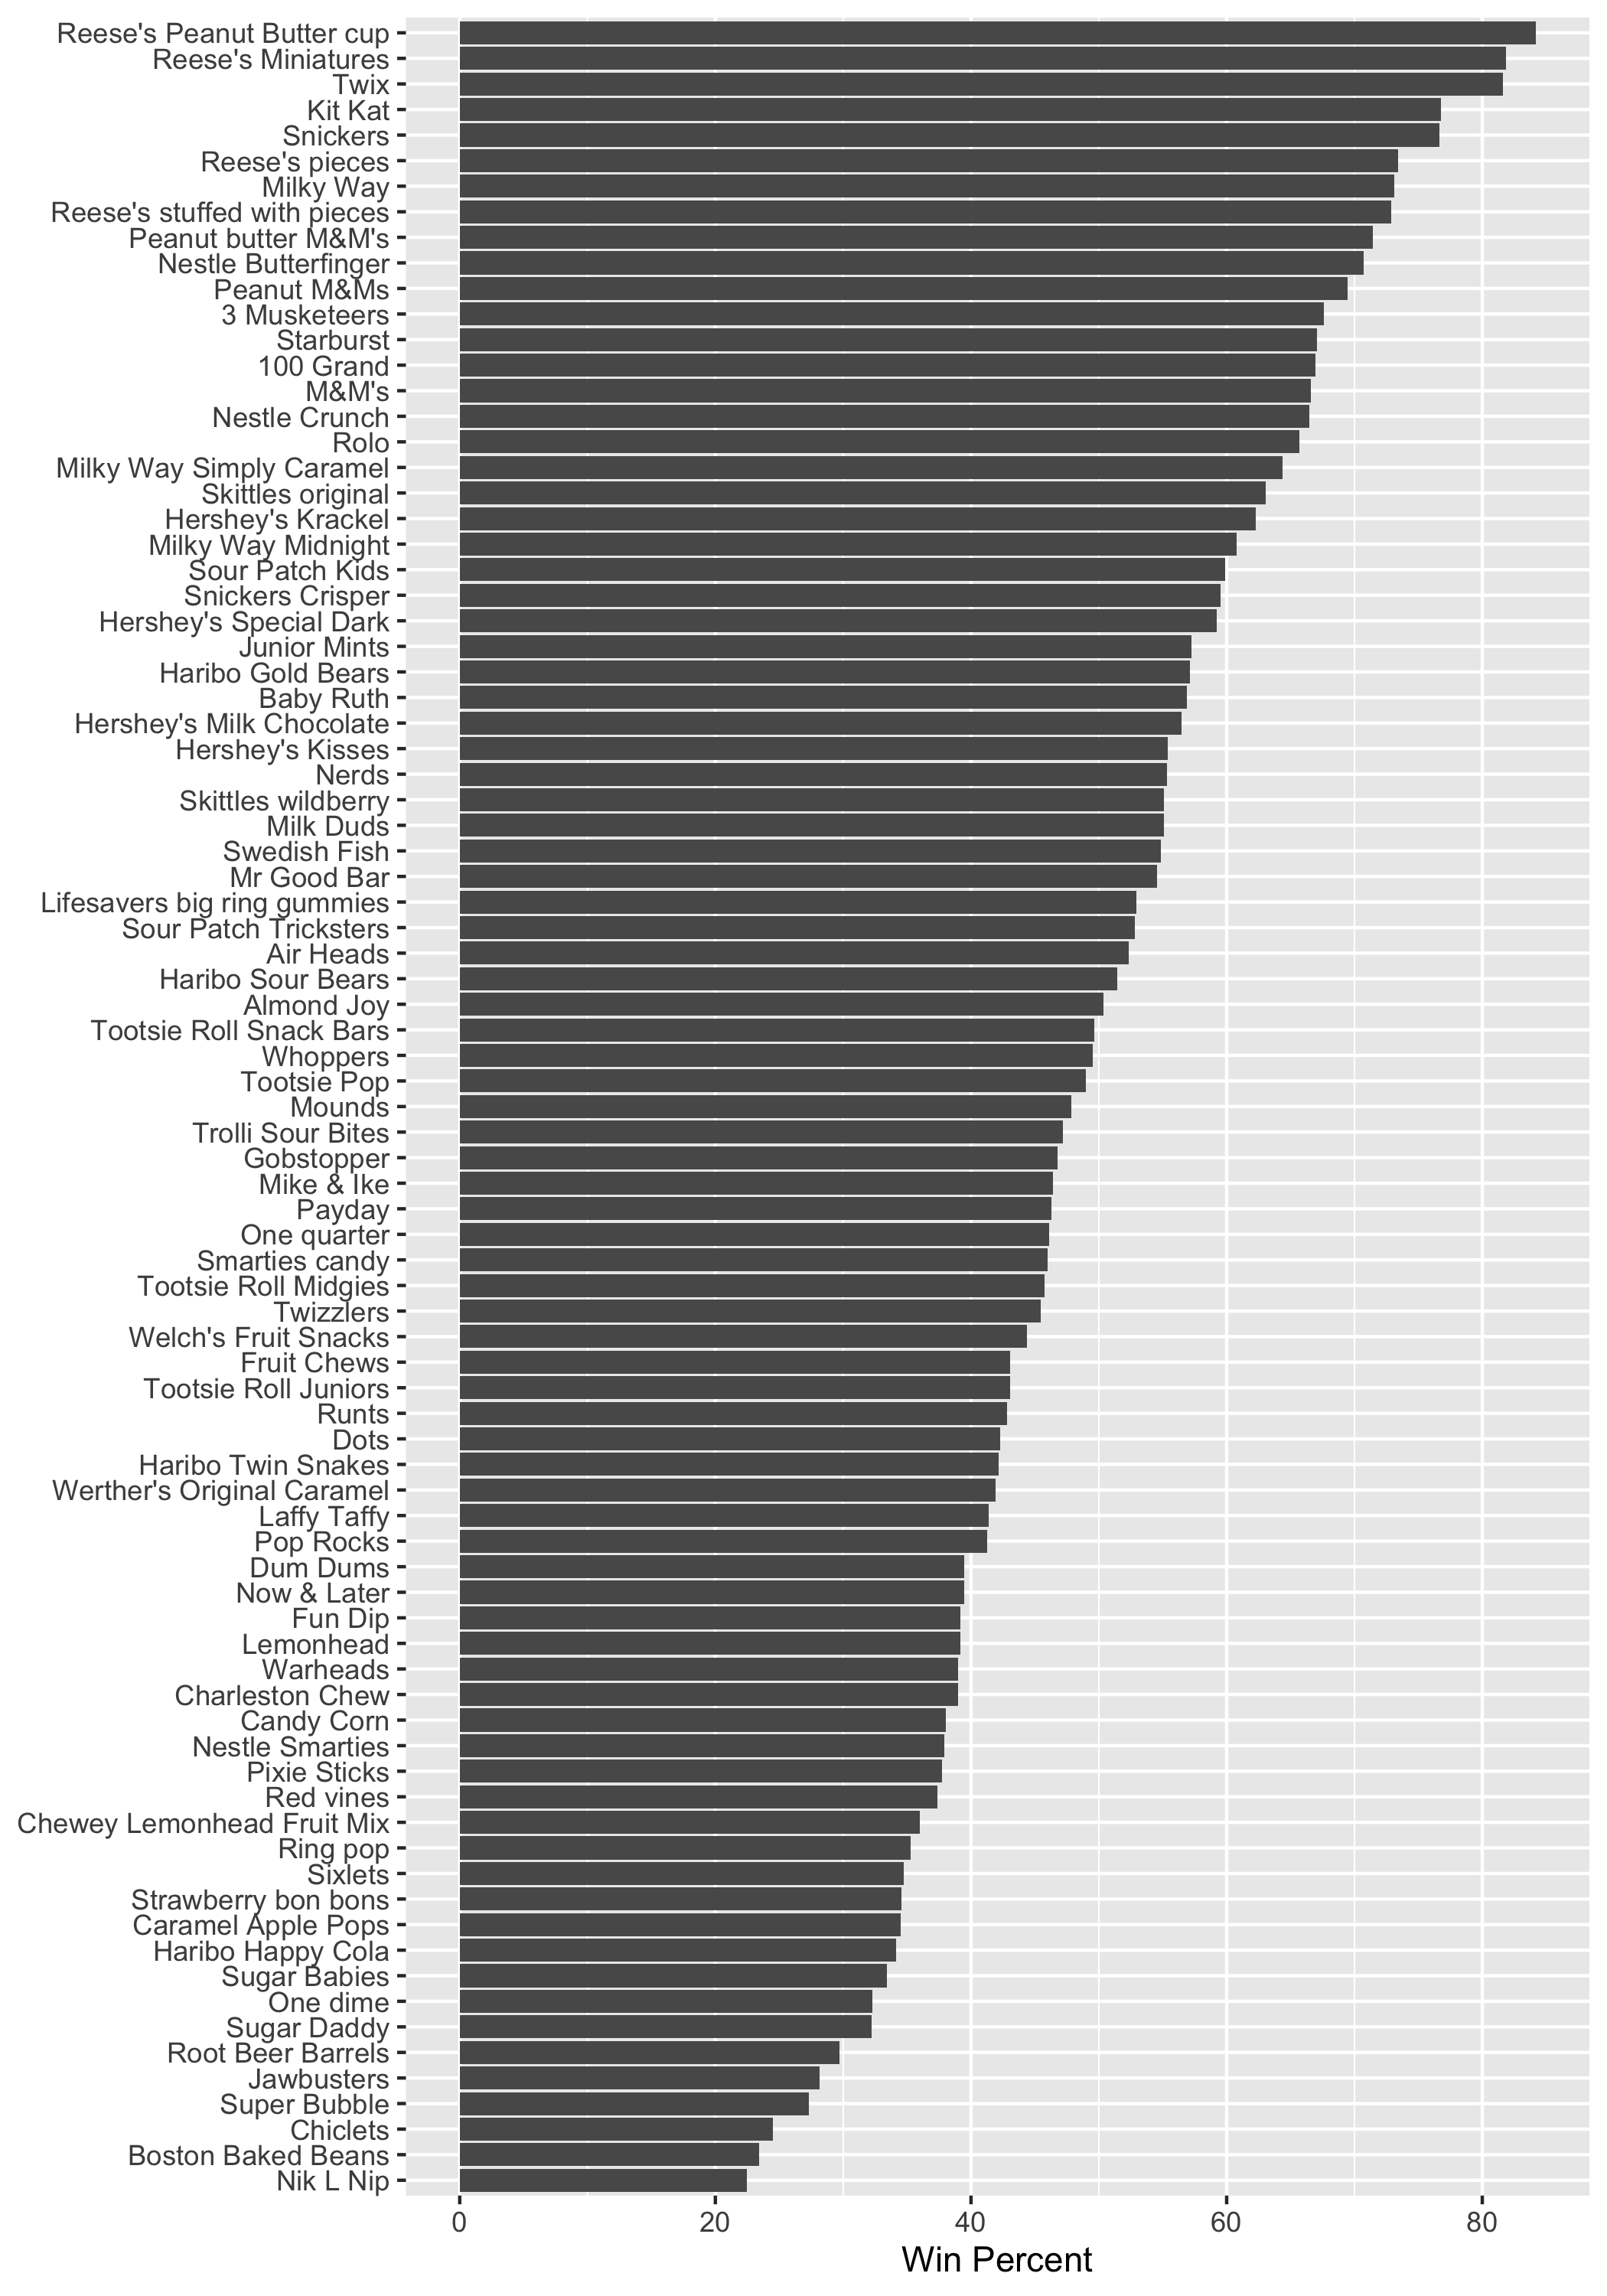 Reese's Peanut Butter cup
Reese's Miniatures
Twix
Kit Kat
Snickers
Reese's pieces
Milky Way
Reese's stuffed with pieces
Peanut butter M&M's
Nestle Butterfinger
Peanut M&Ms
3 Musketeers
Starburst
100 Grand
M&M's
Nestle Crunch
Rolo
Milky Way Simply Caramel
Skittles original
Hershey's Krackel
Milky Way Midnight
Sour Patch Kids
Snickers Crisper
Hershey's Special Dark
Junior Mints
Haribo Gold Bears
Baby Ruth
Hershey's Milk Chocolate
Hershey's Kisses
Nerds
Skittles wildberry
Milk Duds
Swedish Fish
Mr Good Bar
Lifesavers big ring gummies
Sour Patch Tricksters
Air Heads
Haribo Sour Bears
Almond Joy
Tootsie Roll Snack Bars
Whoppers
Tootsie Pop
Mounds
Trolli Sour Bites
Gobstopper
Mike & Ike
Payday
One quarter
Smarties candy
Tootsie Roll Midgies
Twizzlers
Welch's Fruit Snacks
Fruit Chews
Tootsie Roll Juniors
Runts
Dots
Haribo Twin Snakes
Werther's Original Caramel
Laffy Taffy
Pop Rocks
Dum Dums
Now & Later
Fun Dip
Lemonhead
Warheads
Charleston Chew
Candy Corn
Nestle Smarties
Pixie Sticks
Red vines
Chewey Lemonhead Fruit Mix
Ring pop
Sixlets
Strawberry bon bons
Caramel Apple Pops
Haribo Happy Cola
Sugar Babies
One dime
Sugar Daddy
Root Beer Barrels
Jawbusters
Super Bubble
Chiclets
Boston Baked Beans
Nik L Nip
0 20 40 60 80
Win Percent